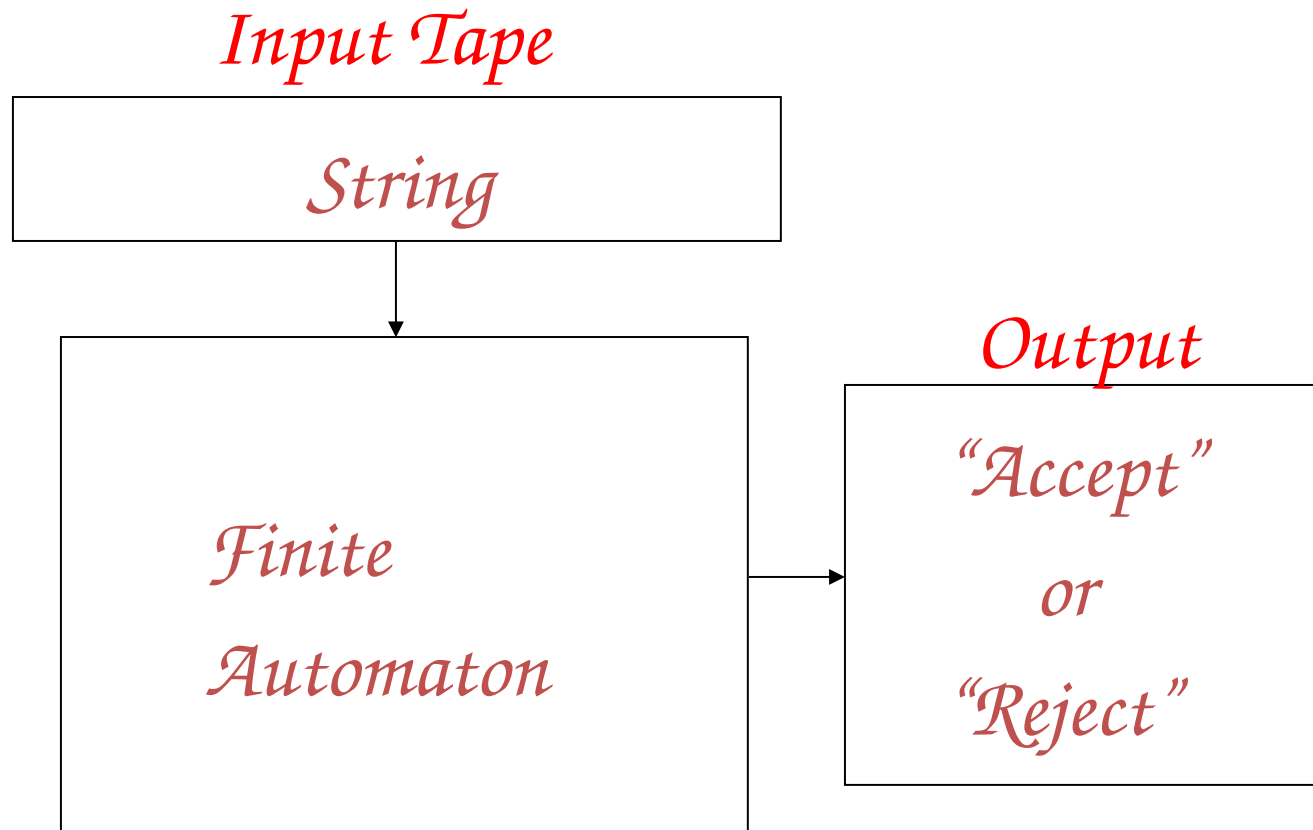 Input Tape
String
Finite
Automaton
Output
“Accept”
or
“Reject”